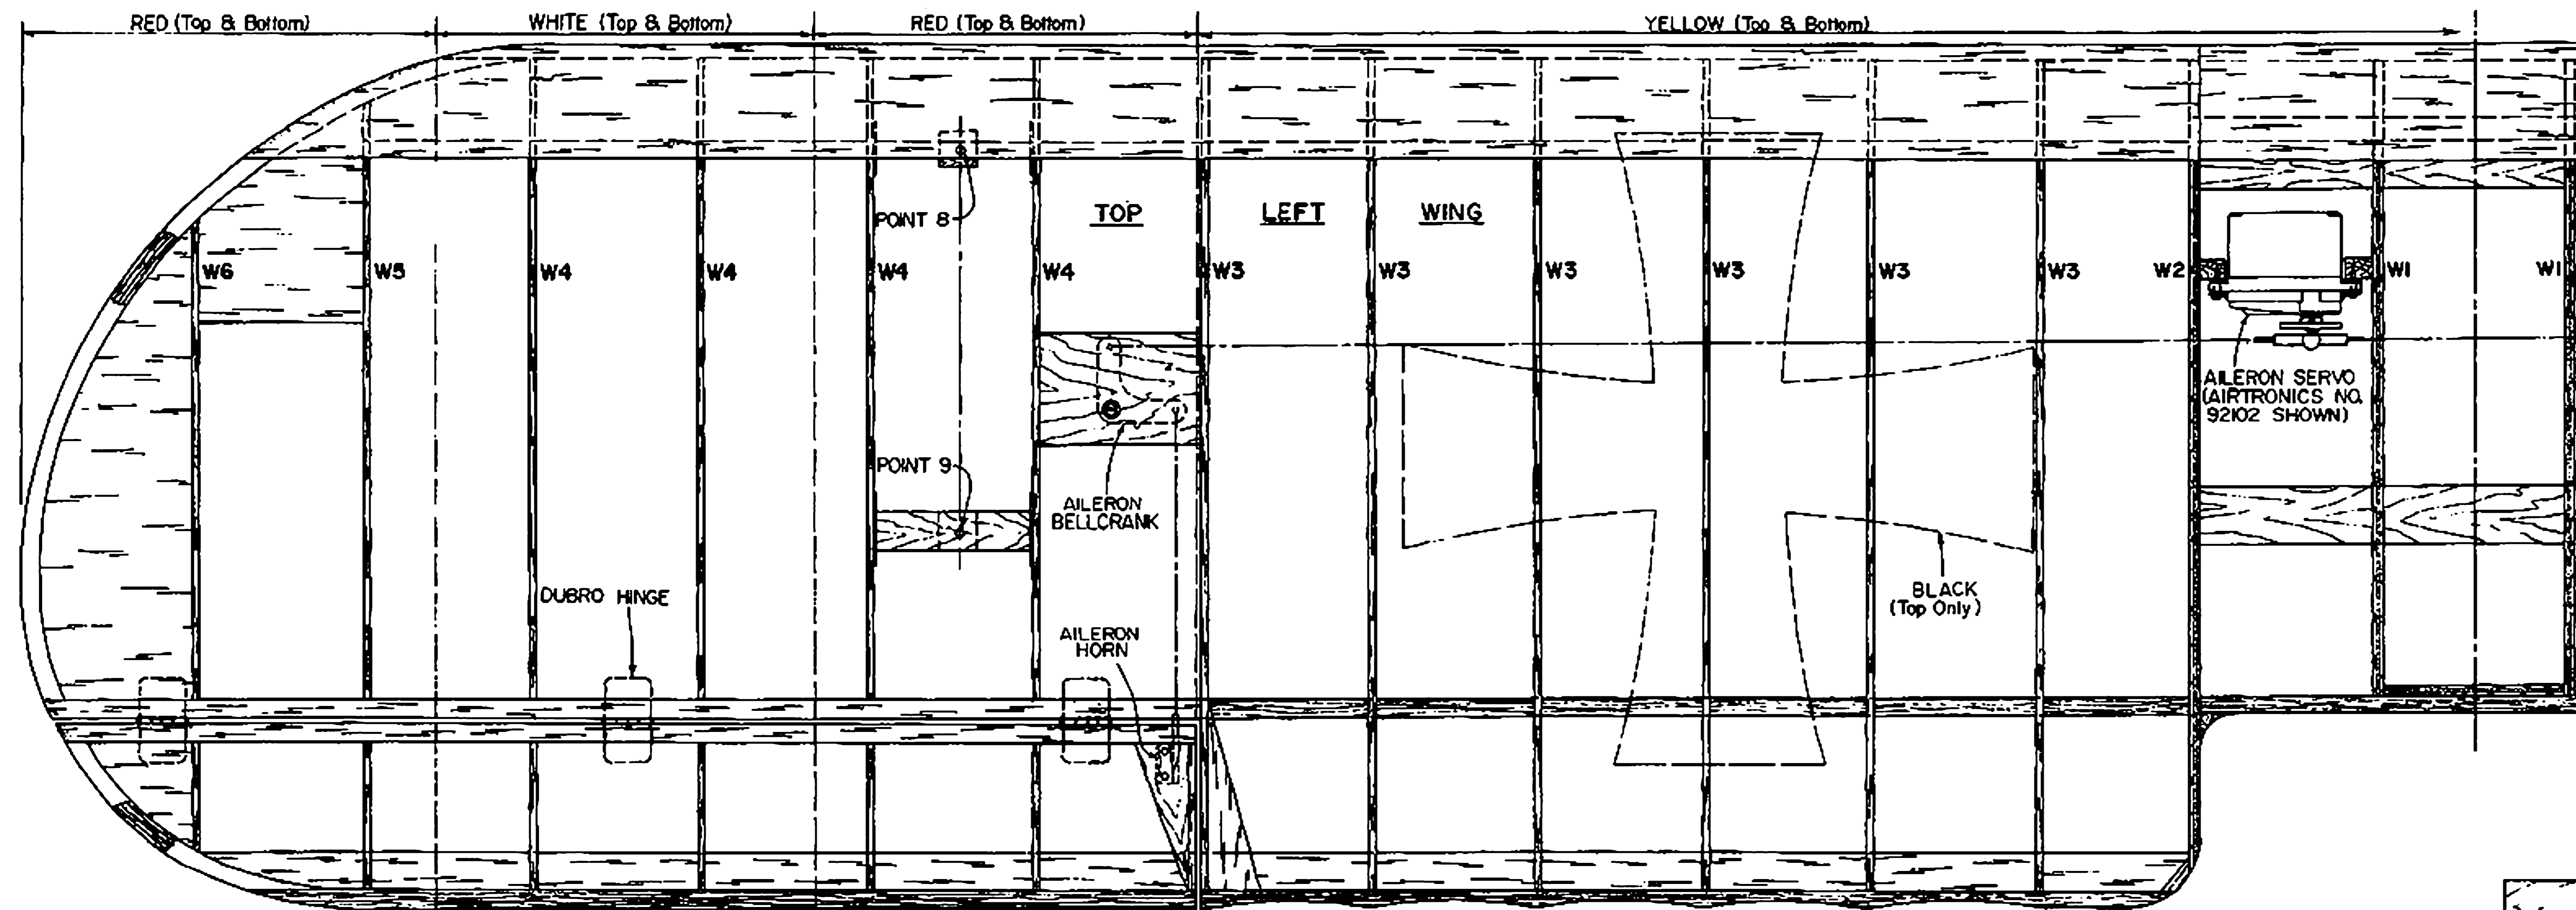 RED (Top & Bottom)
WHITE (Top & Bottom)
RED (Top & Bottom)
YELLOW (Top & Bottom)
POINT 8
TOP
LEFT
WING
W6
W5
W4
W4
W4
W4
W3
W3
W3
W3
W3
W3
W2
W1
W1
AILERON SERVO
(AIRTRONICS NO.
92102 SHOWN)
POINT 9
AILERON
BELLCRANK
DUBRO HINGE
BLACK
(Top Only)
AILERON
HORN